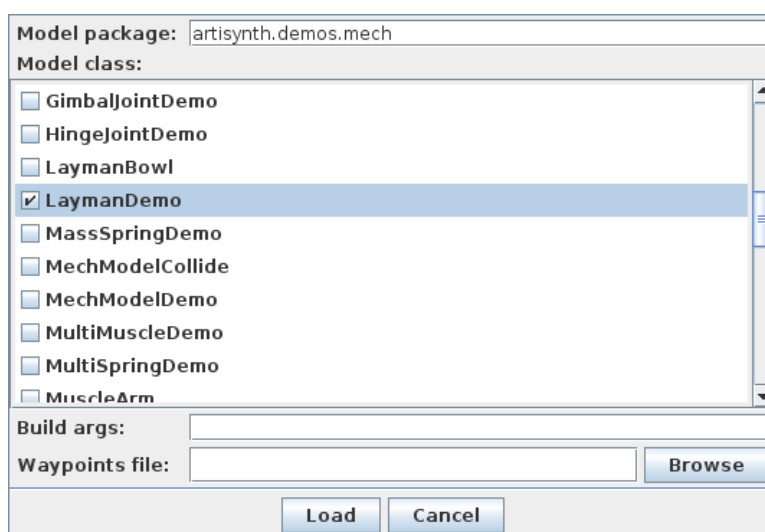 Model package: artisynth.demos.mech
Model class:
GimbalJointDemo
HingeJointDemo
LaymanBowl
LaymanDemo
MassSpringDemo
MechModelCollide
MechModelDemo
MultiMuscleDemo
MultiSpringDemo
MuscleArm
Build args:
Waypoints file: Browse
Load Cancel